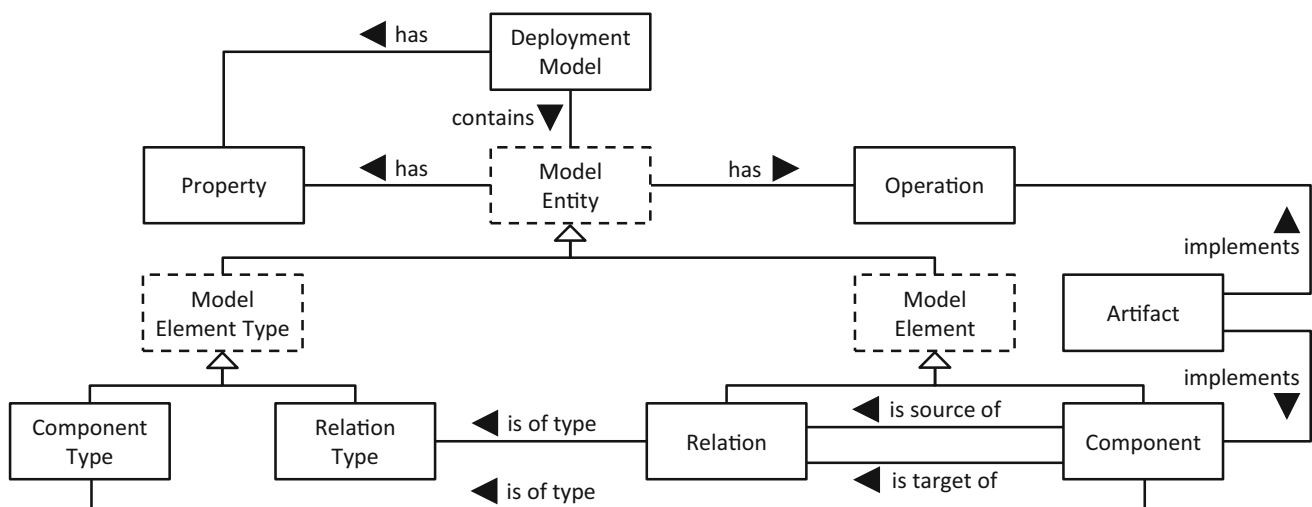 has
Deployment
Model
contains
Property
has
Model
Entity
has
Operation
implements
Model
Element Type
Model
Element
Artifact
implements
Component
Type
Relation
Type
is of type
Relation
is source of
Component
is of type
is target of